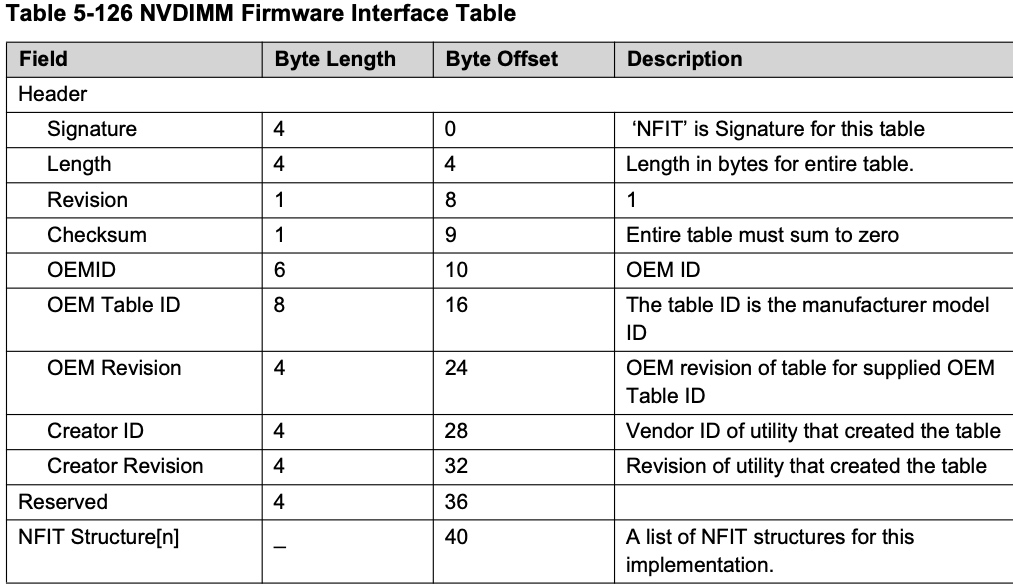 Table 5-126 NVDIMM Firmware Interface Table
Field Byte Length Byte Offset Description
Header
Signature 4 0 ‘NFIT’ is Signature for this table
Length 4 4 Length in bytes for entire table.
Revision 1 8 1
Checksum 1 9 Entire table must sum to zero
OEMID 6 10 OEM ID
OEM Table ID 8 16 The table ID is the manufacturer model
ID
OEM Revision 4 24 OEM revision of table for supplied OEM
Table ID
Creator ID 4 28 Vendor ID of utility that created the table
Creator Revision 4 32 Revision of utility that created the table
Reserved 4 36
NFIT Structure[n] _ 40 A list of NFIT structures for this
implementation.